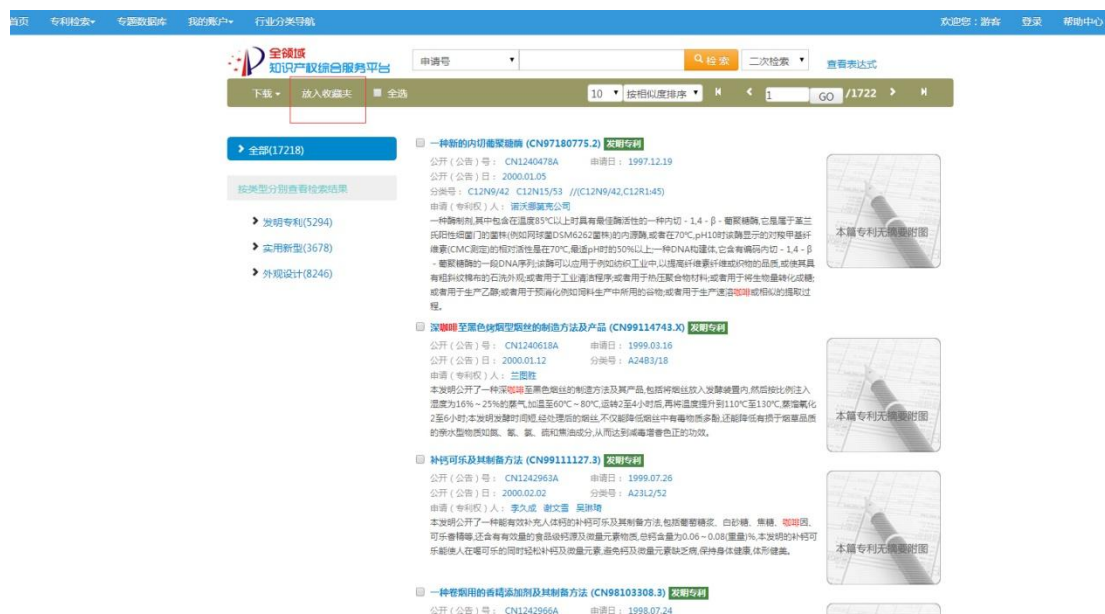 首页 专利检索 专题数据库 我的账户 行业分类导航 欢迎您：游客 登录 帮助中心
全领域
知识产权综合服务平台
申请号 检索 二次检索 查看表达式
下载 放入收藏夹 全选 10 按相似度排序 1 GO /1722
全部(17218)
按类型分别查看检索结果
发明专利(5294)
实用新型(3678)
外观设计(8246)
一种新的内切葡聚糖酶 (CN97180775.2) 发明专利
公开（公告）号： CN1240478A 申请日： 1997.12.19
公开（公告）日： 2000.01.05
分类号： C12N9/42 C12N15/53 //(C12N9/42,C12R1:45)
申请（专利权）人： 诺沃挪第克公司
一种酶制剂,其中包含在温度85℃以上时具有最佳酶活性的一种内切 - 1,4 - β - 葡聚糖酶,它是属于革兰
氏阳性细菌门的菌株(例如网球菌DSM6262菌株)的内源酶,或者在70℃,pH10时该酶显示的对羧甲基纤
维素(CMC测定)的相对活性是在70℃,最适pH时的50%以上;一种DNA构建体,它含有编码内切 - 1,4 - β
- 葡聚糖酶的一段DNA序列;该酶可以应用于例如纺织工业中,以提高纤维素纤维或织物的品质,或使其具
有粗斜纹棉布的石洗外观;或者用于工业清洁程序;或者用于热压聚合物材料;或者用于将生物量转化成糖;
或者用于生产乙醇;或者用于预消化例如饲料生产中所用的谷物;或者用于生产速溶咖啡或相似的提取过
程。
本篇专利无摘要附图
深咖啡至黑色烤烟型烟丝的制造方法及产品 (CN99114743.X) 发明专利
公开（公告）号： CN1240618A 申请日： 1999.03.16
公开（公告）日： 2000.01.12 分类号： A24B3/18
申请（专利权）人： 兰图胜
本发明公开了一种深咖啡至黑色烟丝的制造方法及其产品,包括将烟丝放入发酵装置内,然后按比例注入
湿度为16%～25%的蒸气,加温至60℃～80℃,运转2至4小时后,再将温度提升到110℃至130℃,蒸馏氧化
2至6小时;本发明发酵时间短,经处理后的烟丝,不仅能降低烟丝中有毒物质多酚,还能降低有损于烟草品质
的亲水型物质如氮、氰、氯、硫和焦油成分,从而达到减毒增香色正的功效。
本篇专利无摘要附图
补钙可乐及其制备方法 (CN99111127.3) 发明专利
公开（公告）号： CN1242963A 申请日： 1999.07.26
公开（公告）日： 2000.02.02 分类号： A23L2/52
申请（专利权）人： 李久成 谢文雷 吴琳琦
本发明公开了一种能有效补充人体钙的补钙可乐及其制备方法,包括葡萄糖浆、白砂糖、焦糖、咖啡因、
可乐香精等,还含有有效量的食品级钙源及微量元素物质,总钙含量为0.06～0.08(重量)%,本发明的补钙可
乐能使人在喝可乐的同时轻松补钙及微量元素,避免钙及微量元素缺乏病,保持身体健康,体形健美。
本篇专利无摘要附图
一种卷烟用的香精添加剂及其制备方法 (CN98103308.3) 发明专利
公开（公告）号： CN1242966A 申请日： 1998.07.24